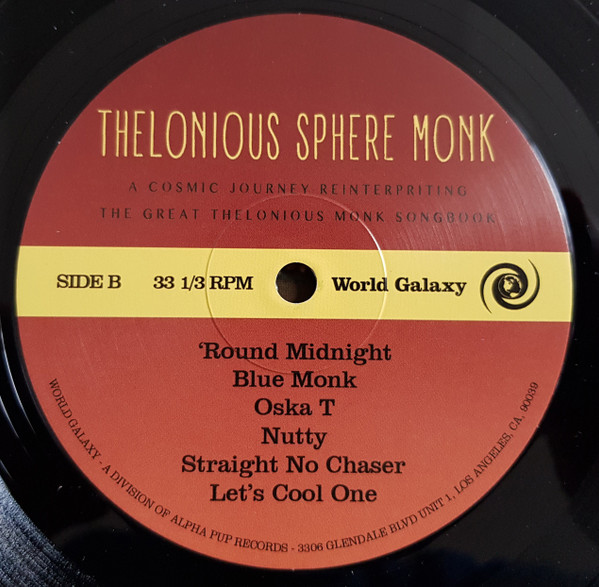 THELONIOUS SPHERE MONK
A COSMIC JOURNEY REINTERPRITING
THE GREAT THELONIOUS MONK SONGBOOK
SIDE B 33 1/3 RPM World Galaxy
‘Round Midnight
Blue Monk
Oska T
Nutty
Straight No Chaser
Let's Cool One
WORLD GALAXY - A DIVISION OF ALPHA PUP RECORDS - 3306 GLENDALE BLVD UNIT 1, LOS ANGELES, CA. 90039